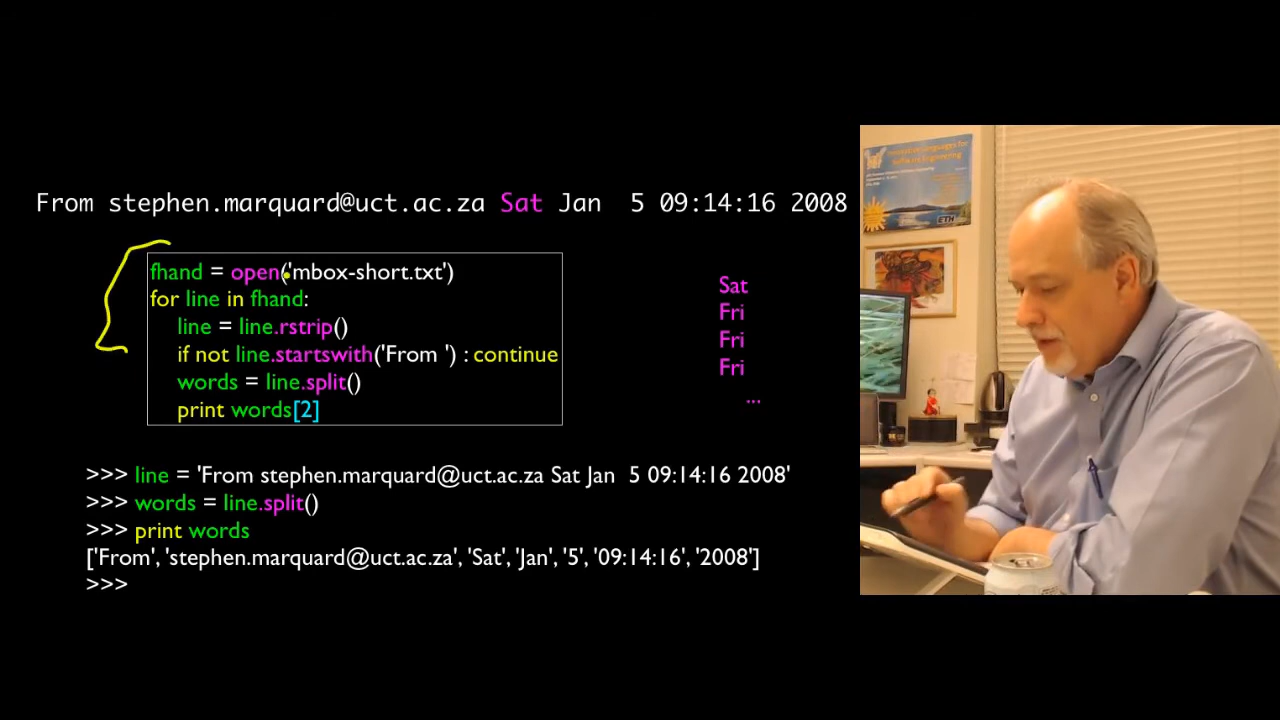 From stephen.marquard@uct.ac.za Sat Jan  5 09:14:16 2008
fhand = open('mbox-short.txt')
for line in fhand:
    line = line.rstrip()
    if not line.startswith('From ') : continue
    words = line.split()
    print words[2]
Sat
Fri
Fri
Fri
...
>>> line = 'From stephen.marquard@uct.ac.za Sat Jan  5 09:14:16 2008'
>>> words = line.split()
>>> print words
['From', 'stephen.marquard@uct.ac.za', 'Sat', 'Jan', '5', '09:14:16', '2008']
>>>
Software Engineering
ETH